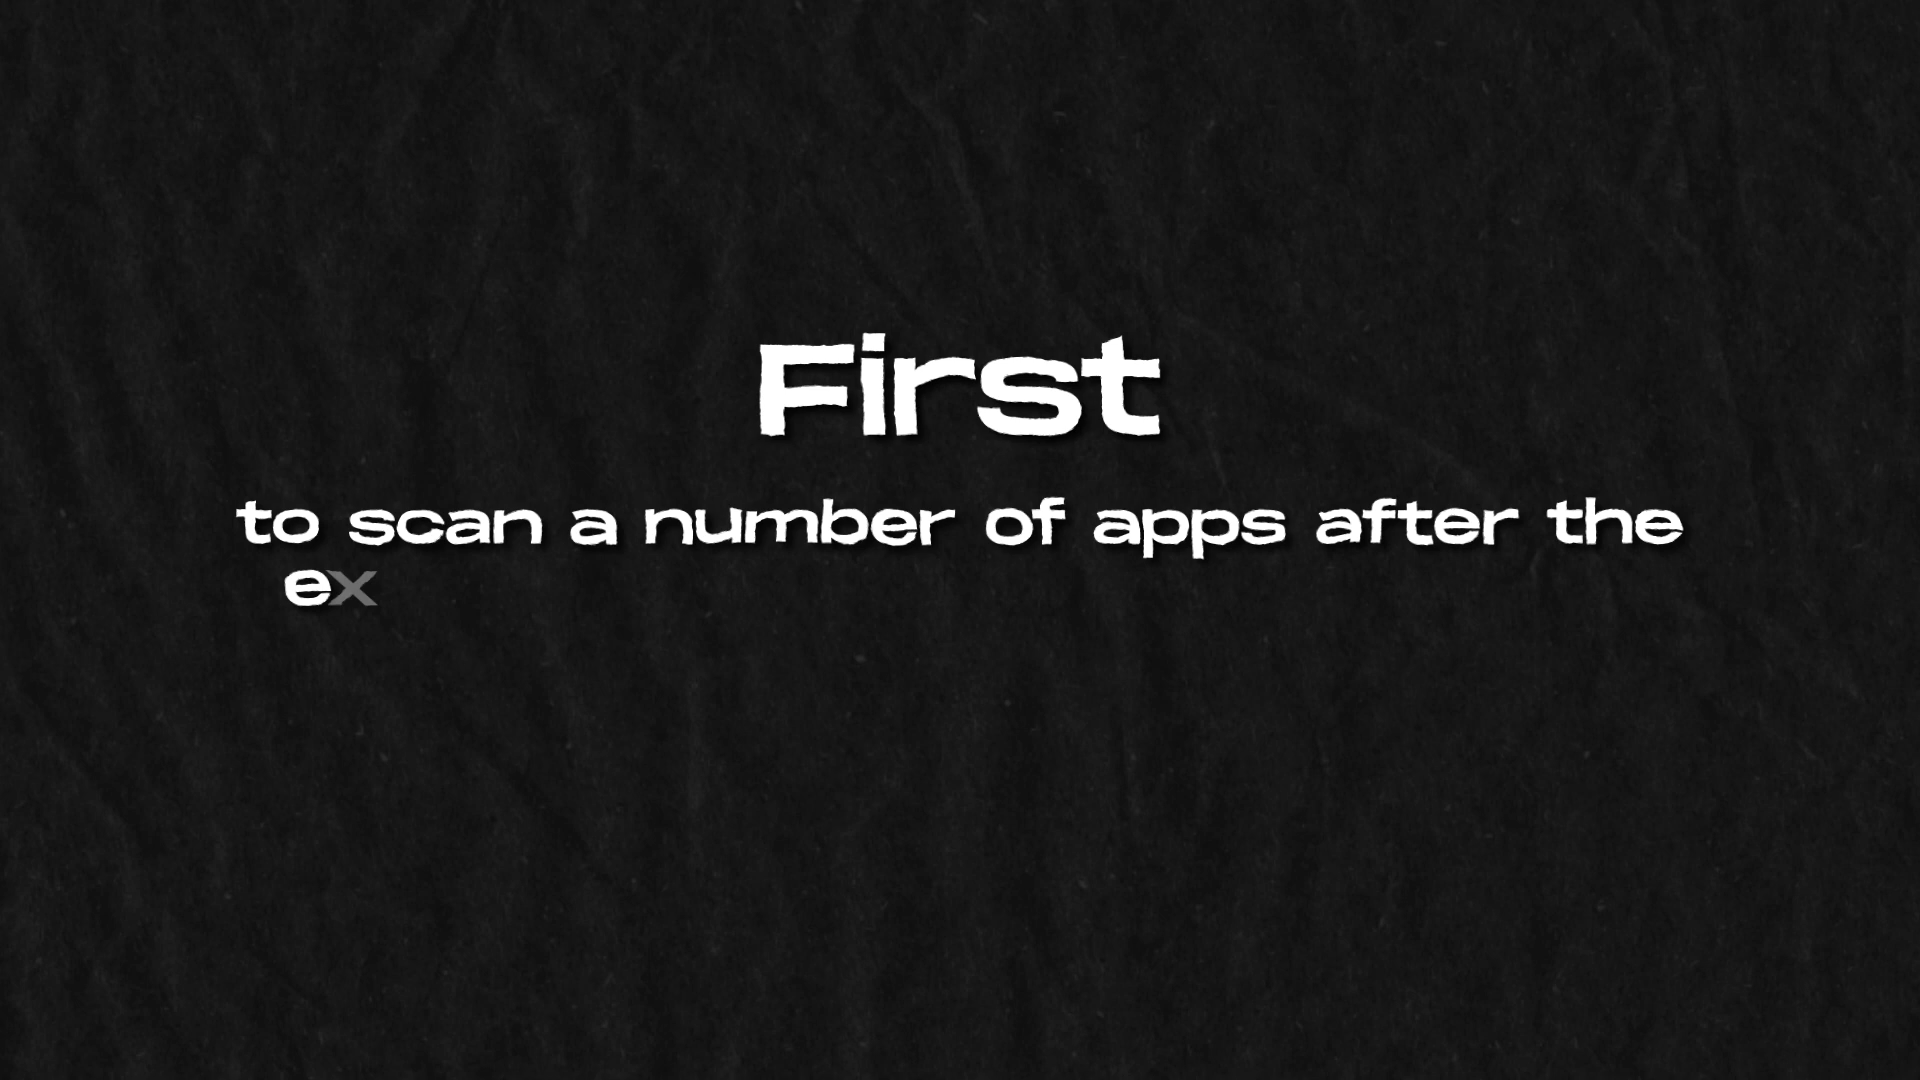 First
to scan a number of apps after the
ex